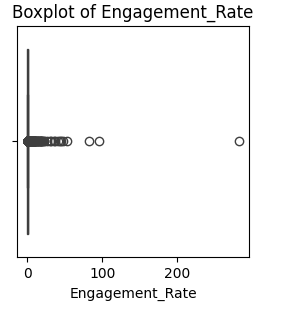 Boxplot of Engagement_Rate
0 100 200
Engagement_Rate